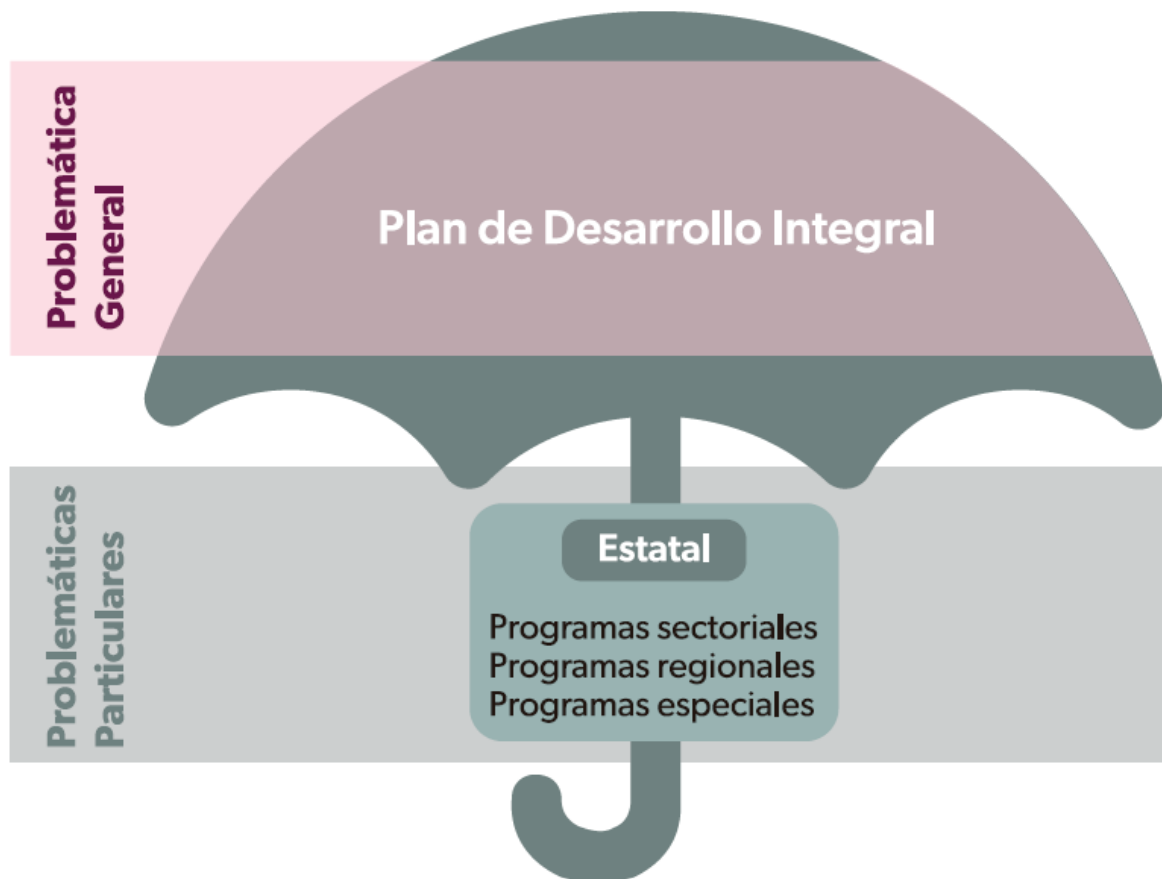 Problemática
General
Plan de Desarrollo Integral
Problemáticas
Particulares
Estatal
Programas sectoriales
Programas regionales
Programas especiales